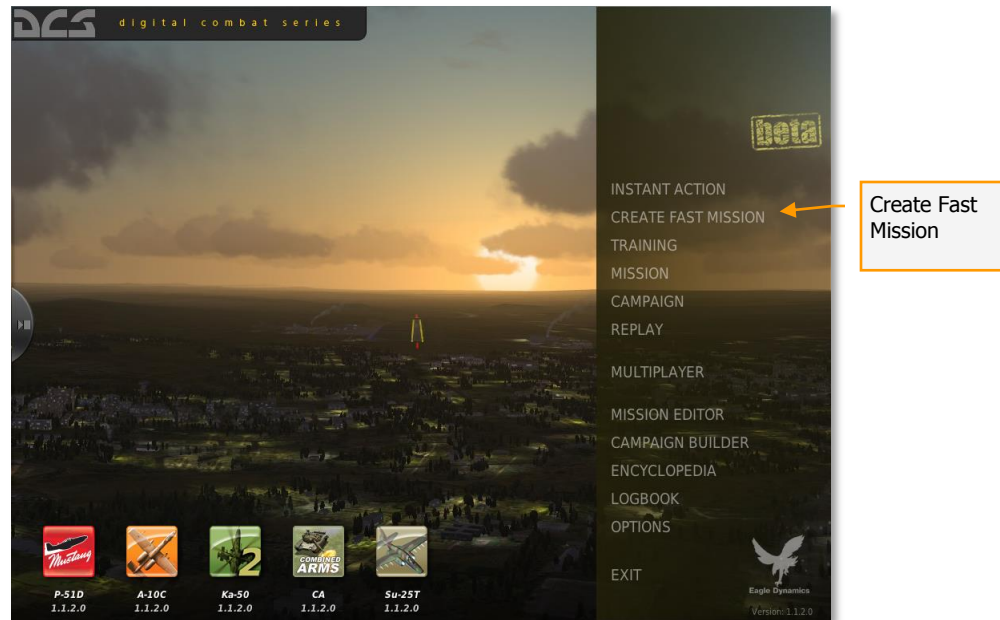 DCS
digital combat series
beta
INSTANT ACTION
CREATE FAST MISSION
TRAINING
MISSION
CAMPAIGN
REPLAY
MULTIPLAYER
MISSION EDITOR
CAMPAIGN BUILDER
ENCYCLOPEDIA
LOGBOOK
OPTIONS
EXIT
Create Fast
Mission
Mustang
2
COMBINED
ARMS
P-51D
A-10C
Ka-50
CA
Su-25T
1.1.2.0
1.1.2.0
1.1.2.0
1.1.2.0
1.1.2.0
Eagle Dynamics
Version: 1.1.2.0